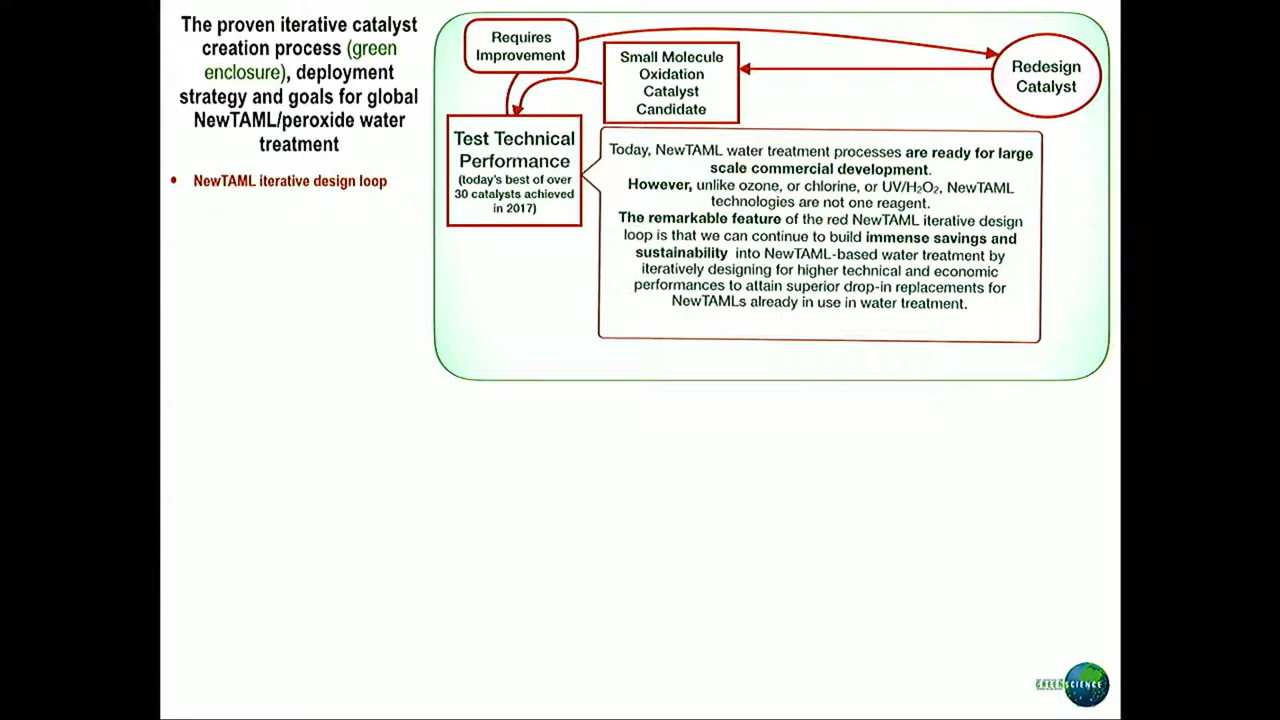 The proven iterative catalyst
creation process (green
enclosure), deployment
strategy and goals for global
NewTAML/peroxide water
treatment
• NewTAML iterative design loop
Requires
Improvement
Small Molecule
Oxidation
Catalyst
Candidate
Redesign
Catalyst
Test Technical
Performance
(today's best of over
30 catalysts achieved
in 2017)
Today, NewTAML water treatment processes are ready for large
scale commercial development.
However, unlike ozone, or chlorine, or UV/H₂O₂, NewTAML
technologies are not one reagent.
The remarkable feature of the red NewTAML iterative design
loop is that we can continue to build immense savings and
sustainability into NewTAML-based water treatment by
iteratively designing for higher technical and economic
performances to attain superior drop-in replacements for
NewTAMLs already in use in water treatment.
GREENSCIENCE